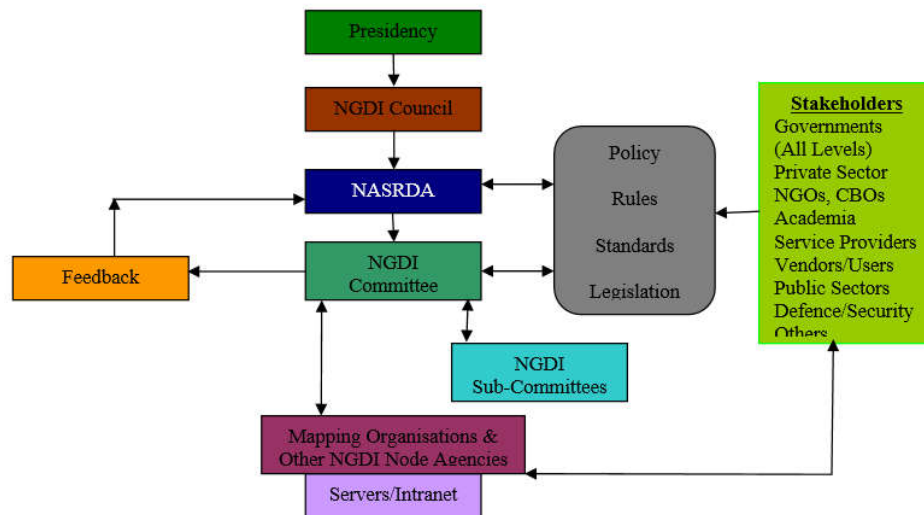 Presidency
NGDI Council
NASRDA
NGDI
Committee
Feedback
Policy
Rules
Standards
Legislation
Stakeholders
Governments
(All Levels)
Private Sector
NGOs, CBOs
Academia
Service Providers
Vendors/Users
Public Sectors
Defence/Security
Others
NGDI
Sub-Committees
Mapping Organisations &
Other NGDI Node Agencies
Servers/Intranet